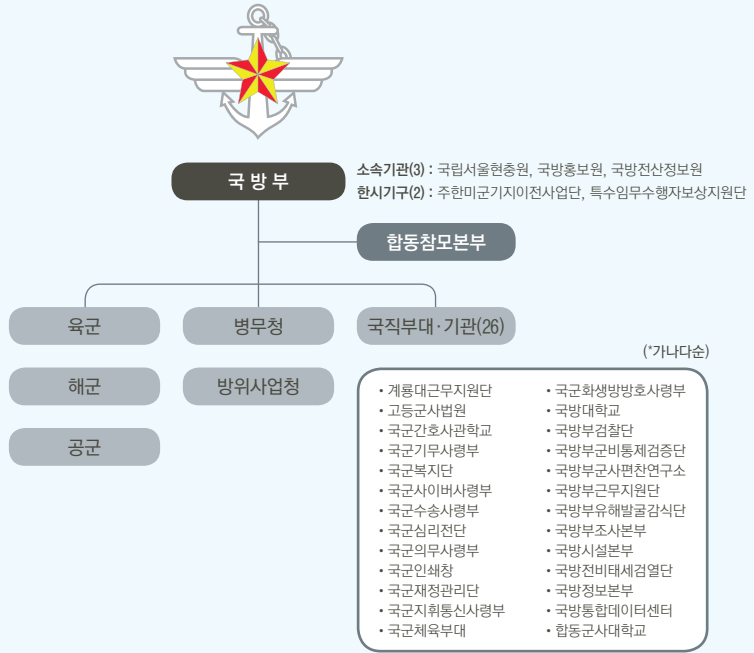 국 방 부
소속기관(3) : 국립서울현충원, 국방홍보원, 국방전산정보원
한시기구(2) : 주한미군기지이전사업단, 특수임무수행자보상지원단
합동참모본부
육군
병무청
국직부대·기관(26)
(*가나다순)
해군
방위사업청
공군
• 계룡대근무지원단
• 고등군사법원
• 국군간호사관학교
• 국군기무사령부
• 국군복지단
• 국군사이버사령부
• 국군수송사령부
• 국군심리전단
• 국군의무사령부
• 국군인쇄창
• 국군재정관리단
• 국군지휘통신사령부
• 국군체육부대
• 국군화생방방호사령부
• 국방대학교
• 국방부검찰단
• 국방부군비통제검증단
• 국방부군사편찬연구소
• 국방부근무지원단
• 국방부유해발굴감식단
• 국방부조사본부
• 국방시설본부
• 국방전비태세검열단
• 국방정보본부
• 국방통합데이터센터
• 합동군사대학교